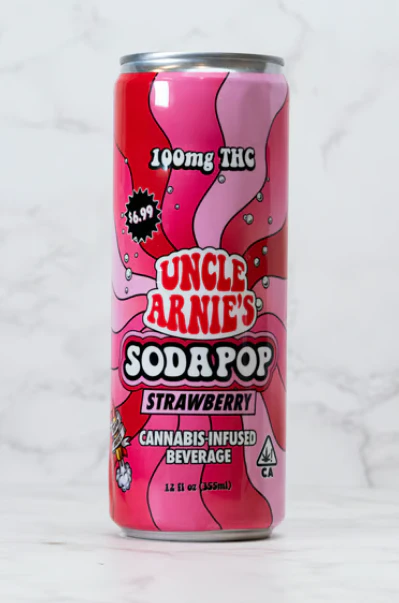 100mg THC
$6.99
UNCLE
ARNIE'S
SODA POP
STRAWBERRY
CANNABIS-INFUSED
BEVERAGE
CA
12 fl oz (355ml)